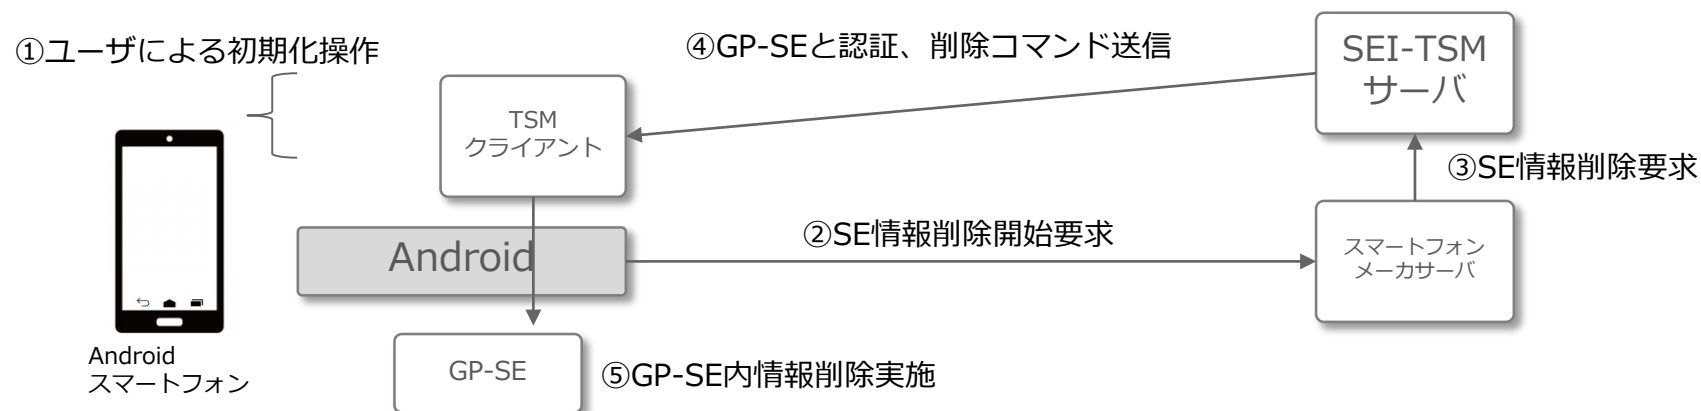 ①ユーザによる初期化操作
④GP-SEと認証、削除コマンド送信
SEI-TSM
サーバ
TSM
クライアント
③SE情報削除要求
②SE情報削除開始要求
Android
スマートフォン
メーカサーバ
Android
スマートフォン
GP-SE
⑤GP-SE内情報削除実施